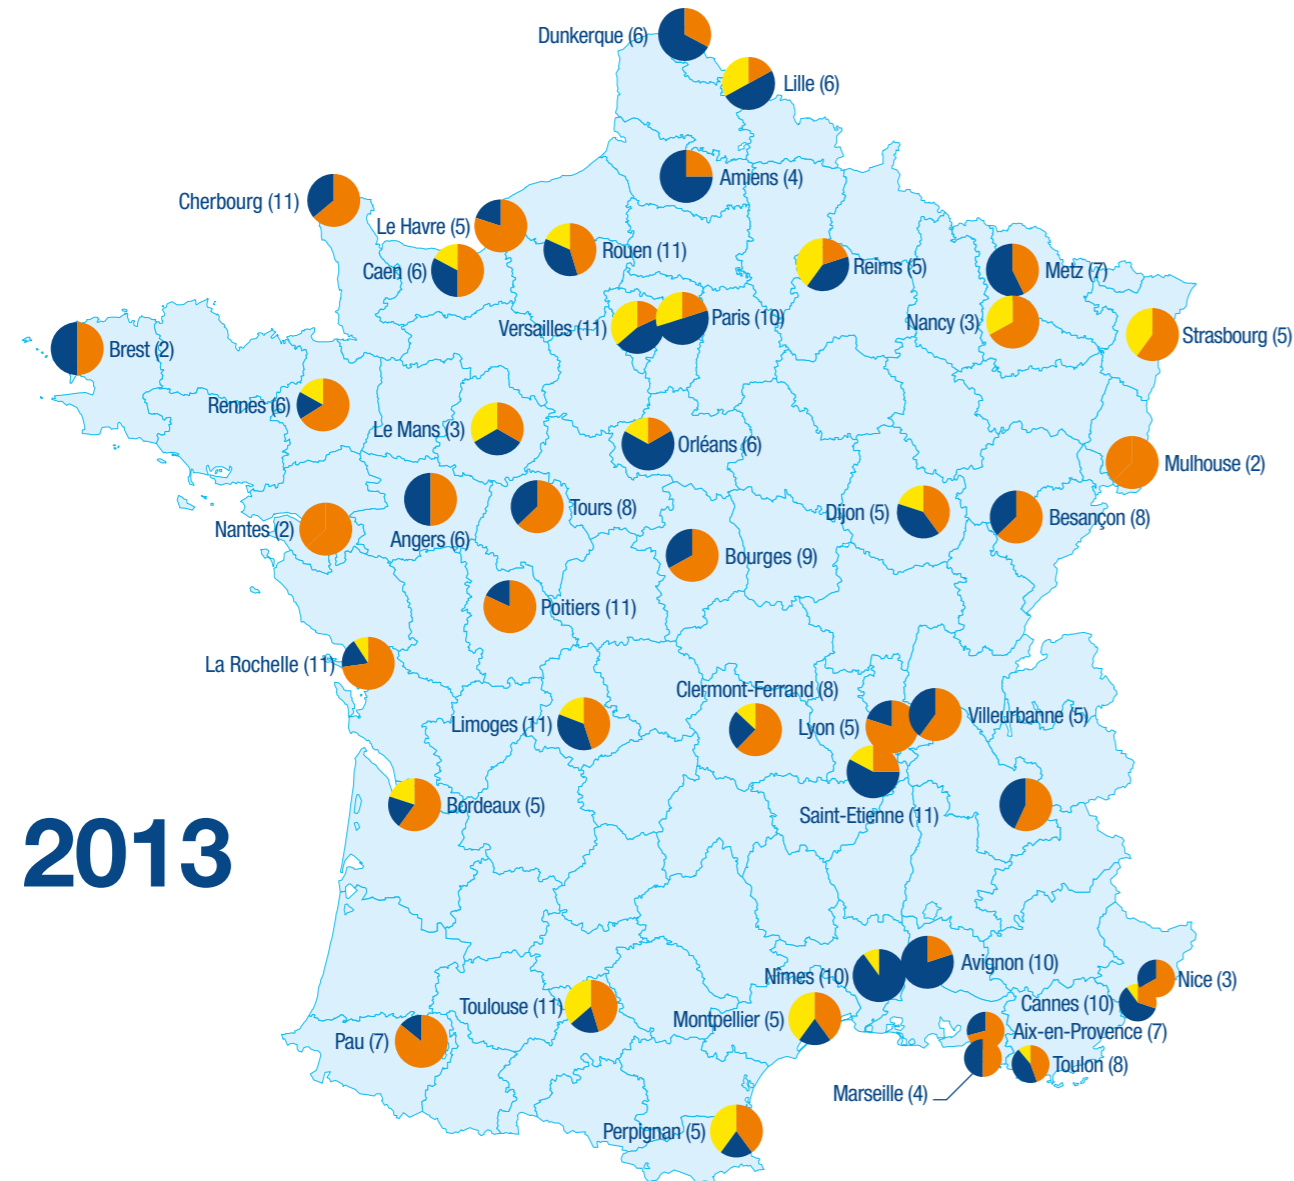 Dunkerque (6)
Lille (6)
Amiens (4)
Cherbourg (11)
Le Havre (5)
Rouen (11)
Caen (6)
Reims (5)
Metz (7)
Versailles (11)
Paris (10)
Nancy (3)
Strasbourg (5)
Brest (2)
Rennes (6)
Le Mans (3)
Orléans (6)
Mulhouse (2)
Nantes (2)
Angers (6)
Tours (8)
Dijon (5)
Besançon (8)
Bourges (9)
Poitiers (11)
La Rochelle (11)
Clermont-Ferrand (8)
Limoges (11)
Lyon (5)
Villeurbanne (5)
Bordeaux (5)
Saint-Etienne (11)
2013
Nîmes (10)
Avignon (10)
Nice (3)
Cannes (10)
Toulouse (11)
Montpellier (5)
Aix-en-Provence (7)
Pau (7)
Toulon (8)
Marseille (4)
Perpignan (5)